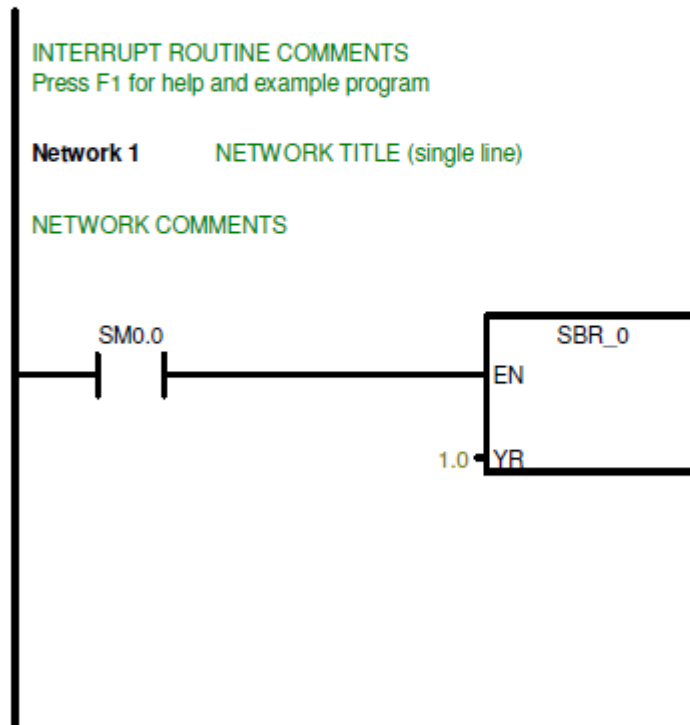 INTERRUPT ROUTINE COMMENTS
Press F1 for help and example program
Network 1 NETWORK TITLE (single line)
NETWORK COMMENTS
SM0.0 SBR_0
EN
1.0 YR